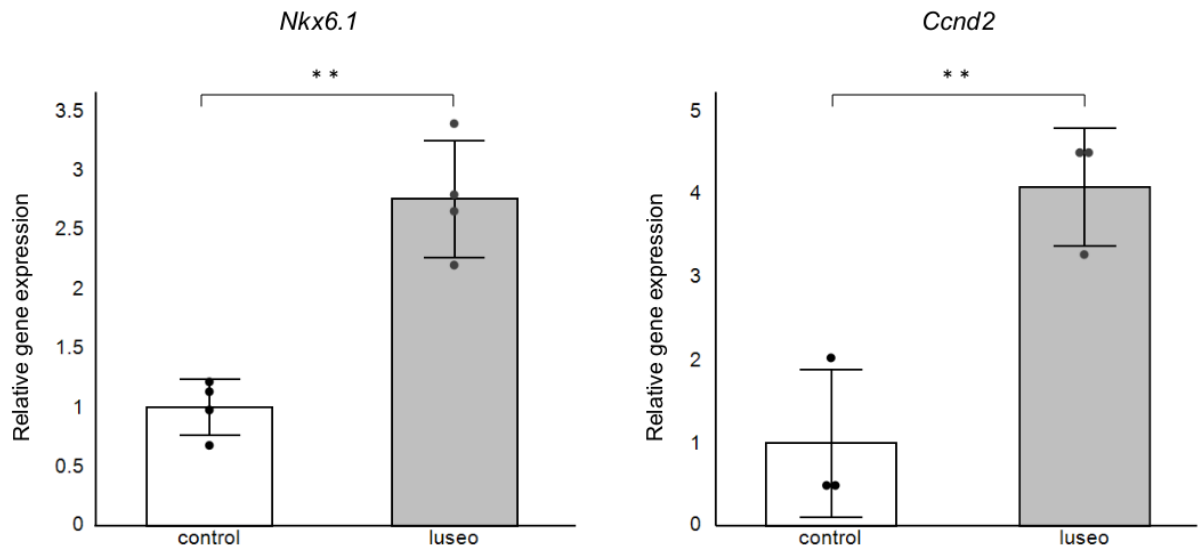 Nkx6.1
* *
3.5
3
2.5
2
1.5
1
0.5
0
Relative gene expression
control
luseo
Ccnd2
* *
5
4
3
2
1
0
Relative gene expression
control
luseo